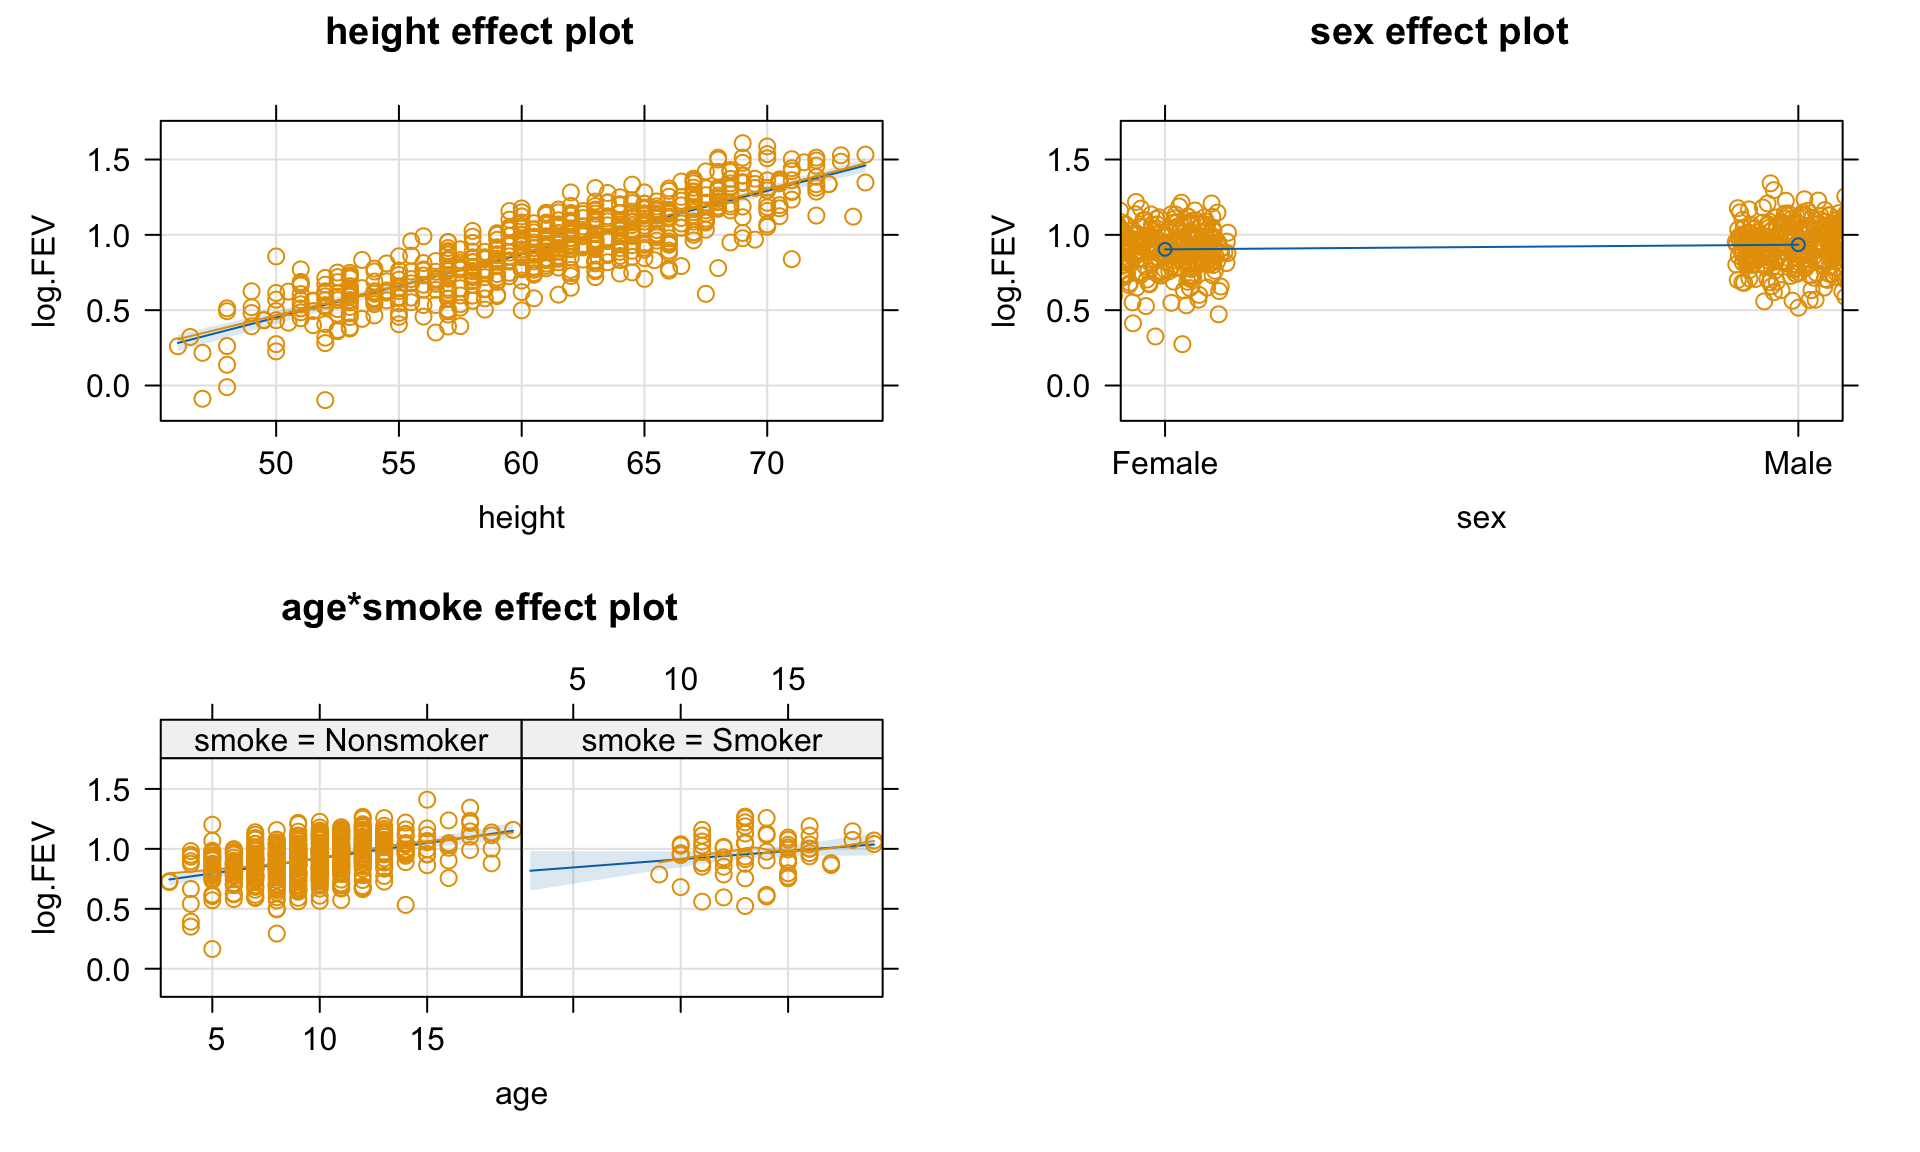 height effect plot
log.FEV
1.5
1.0
0.5
0.0
50 55 60 65 70
height
sex effect plot
log.FEV
1.5
1.0
0.5
0.0
Female Male
sex
age*smoke effect plot
5 10 15
smoke = Nonsmoker smoke = Smoker
log.FEV
1.5
1.0
0.5
0.0
5 10 15
age